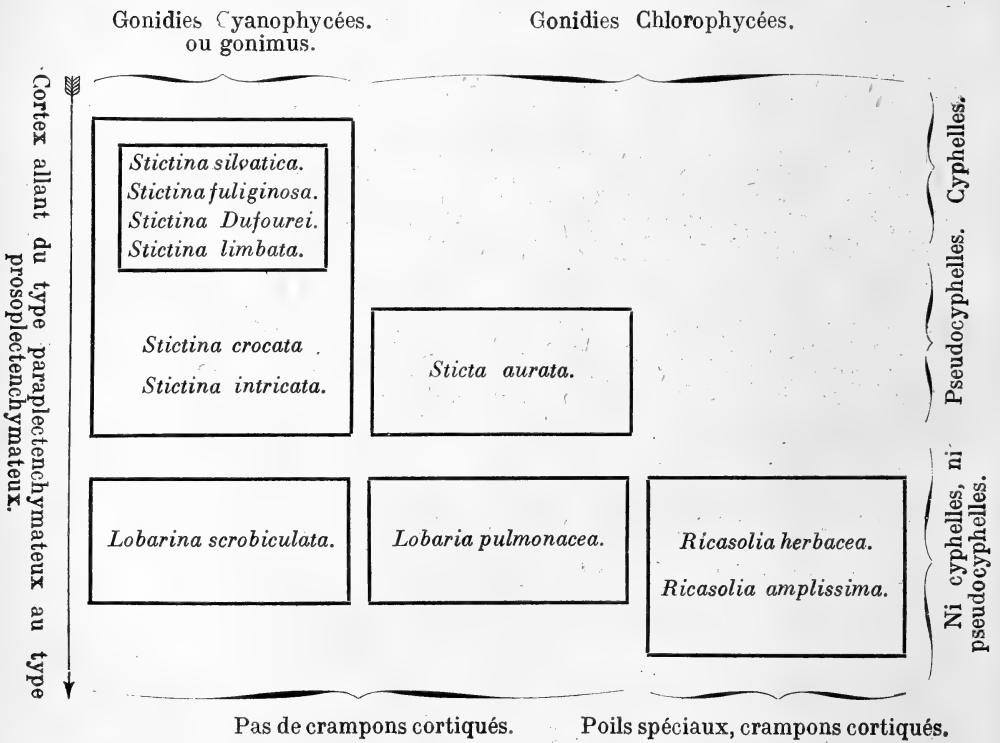 Gonidies Cyanophycées.
ou gonimus.
Gonidies Chlorophycées.
Cortex allant du type paraplectenchymateux au type
prosoplectenchymateux.
Stictina silvatica.
Stictina fuliginosa.
Stictina Dufourei.
Stictina limbata.
Stictina crocata
Stictina intricata.
Sticta aurata.
Lobarina scrobiculata.
Lobaria pulmonacea.
Ricasolia herbacea.
Ricasolia amplissima.
Cyphelles.
Pseudocyphelles.
Ni cyphelles, ni
pseudocyphelles.
Pas de crampons cortiqués.
Poils spéciaux, crampons cortiqués.